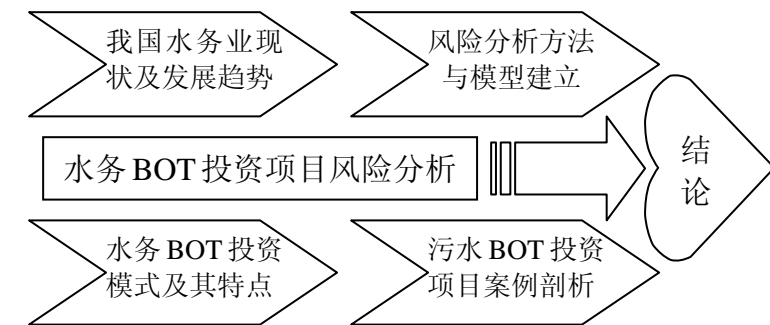 我国水务业现
状及发展趋势
风险分析方法
与模型建立
水务BOT投资项目风险分析
结
论
水务BOT投资
模式及其特点
污水BOT投资
项目案例剖析